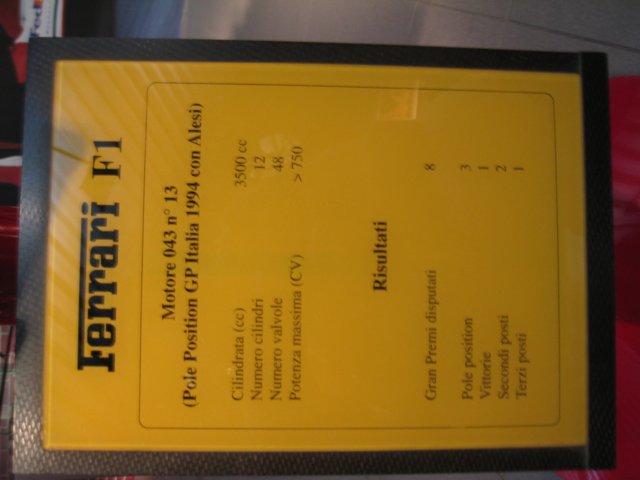 Ferrari F1
Motore 043 n° 13
(Pole Position GP Italia 1994 con Alesi)
Cilindrata (cc) 3500 cc
Numero cilindri 12
Numero valvole 48
Potenza massima (CV) > 750
Risultati
Gran Premi disputati 8
Pole position 3
Vittorie 1
Secondi posti 2
Terzi posti 1